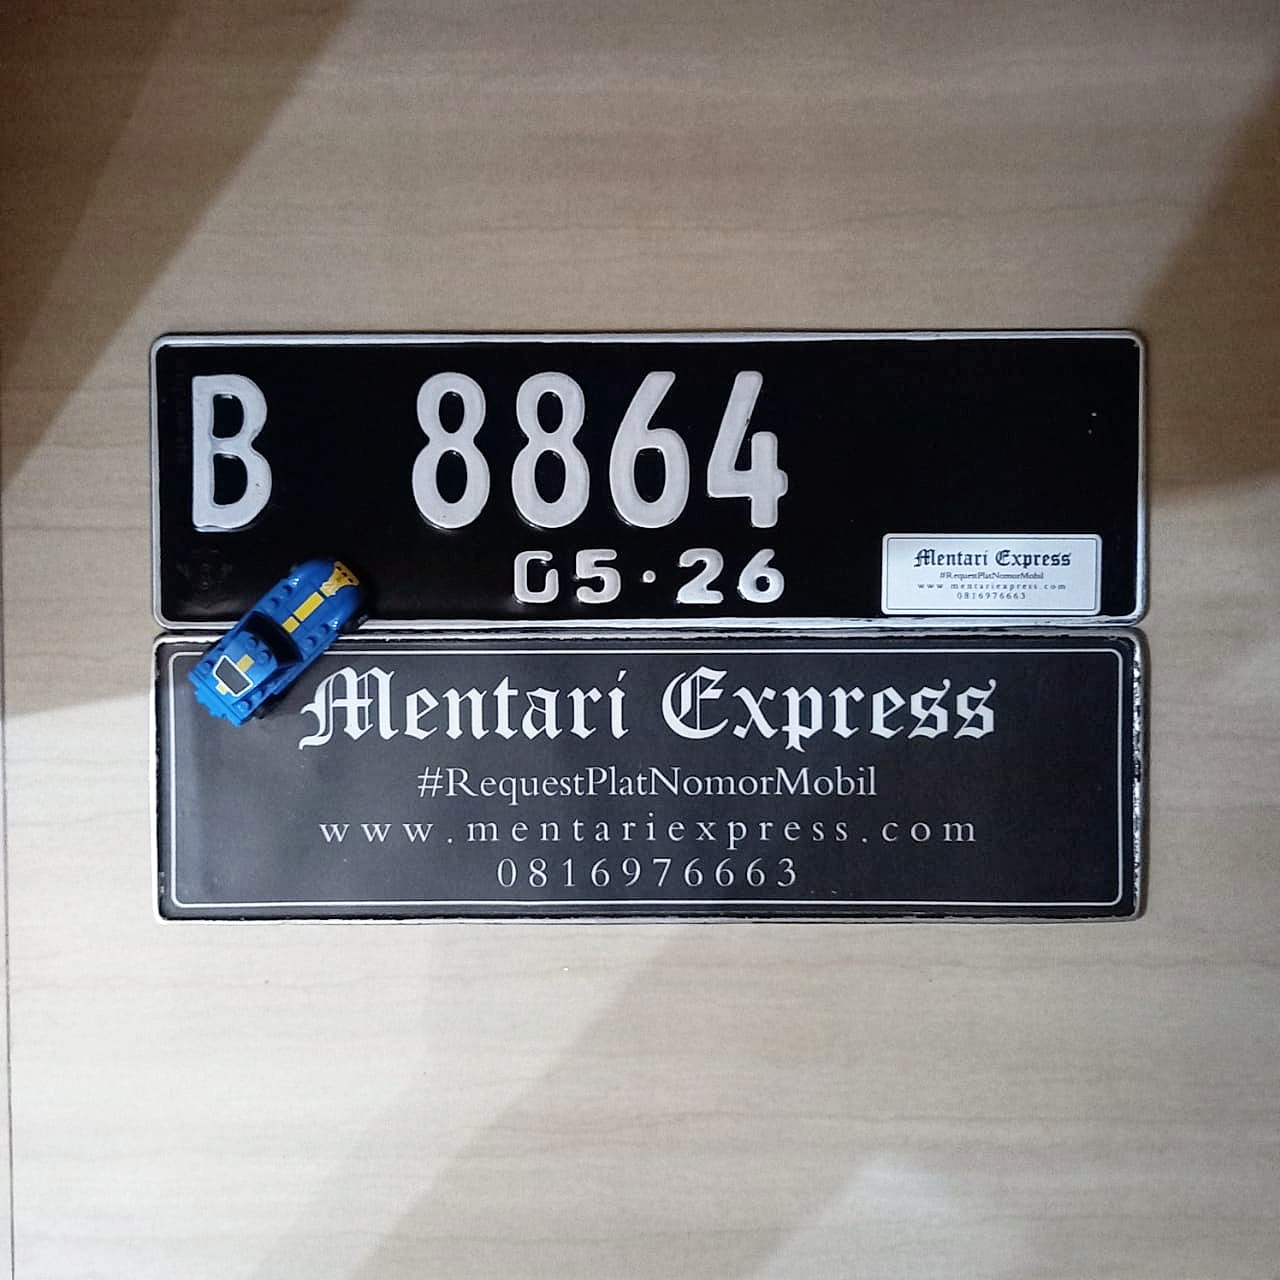 B 8864
05·26
Mentari Express
#RequestPlatNomorMobil
www.mentariexpress.com
0816976663
Mentari Express
#RequestPlatNomorMobil
www.mentariexpress.com
0816976663